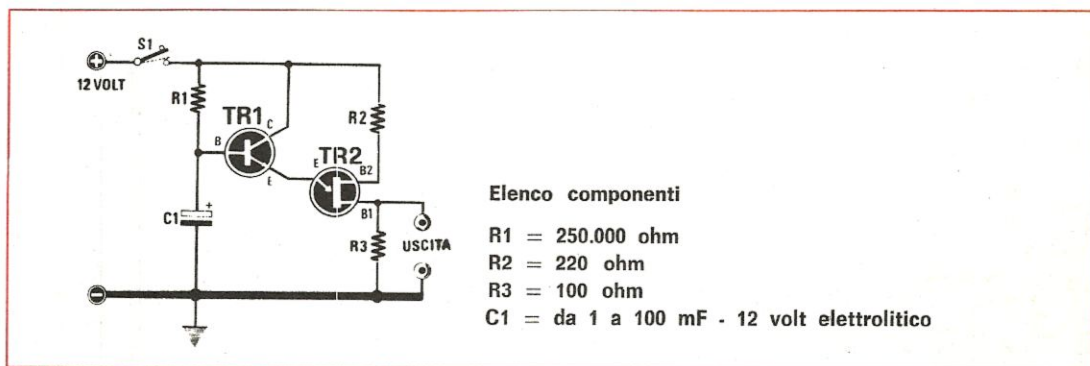 S1
12 VOLT
R1
TR1
C
B
E
R2
TR2
E
B2
B1
C1
+
R3
USCITA
Elenco componenti
R1 = 250.000 ohm
R2 = 220 ohm
R3 = 100 ohm
C1 = da 1 a 100 mF - 12 volt elettrolitico